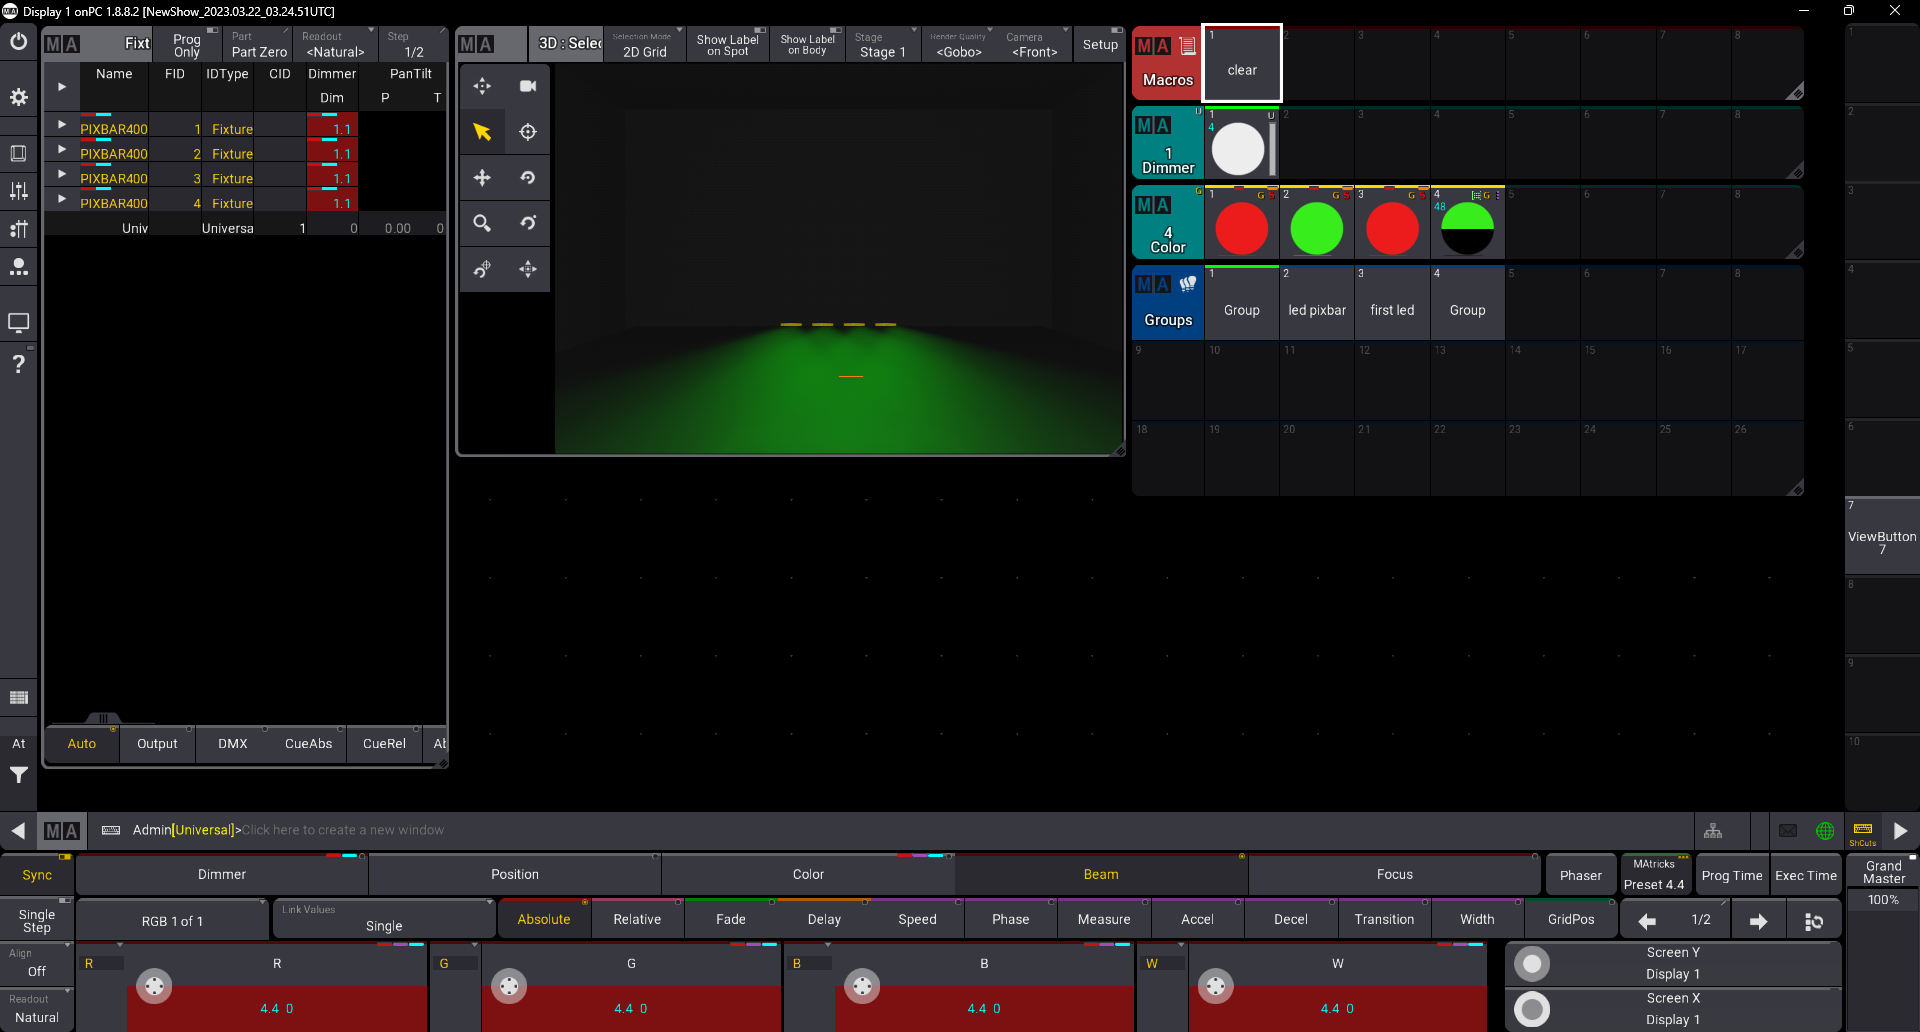 Display 1 onPC 1.8.8.2 [NewShow_2023.03.22_03.24.51UTC]
MA Fixt
Prog Only
Part
Part Zero
Readout
<Natural>
Step
1/2
Name FID IDType CID Dimmer PanTilt
Dim P T
PIXBAR400 1 Fixture 1.1
PIXBAR400 2 Fixture 1.1
PIXBAR400 3 Fixture 1.1
PIXBAR400 4 Fixture 1.1
Univ Universa 1 0 0.00 0
Auto Output DMX CueAbs CueRel Al
MA 3D : Selec
Selection Mode
2D Grid
Show Label on Spot
Show Label on Body
Stage
Stage 1
Render Quality
<Gobo>
Camera
<Front>
Setup
MA
Macros
1 2 3 4 5 6 7 8
clear
MA U
1
Dimmer
1 U 2 3 4 5 6 7 8
4
MA G
4
Color
1 G S 2 G S 3 G S 4 G 5 6 7 8
48
MA
Groups
1 2 3 4 5 6 7 8
Group led pixbar first led Group
9 10 11 12 13 14 15 16 17
18 19 20 21 22 23 24 25 26
1
2
3
4
5
6
7
ViewButton
7
8
9
10
?
At
MA Admin[Universal]>Click here to create a new window
ShCuts
Sync Dimmer Position Color Beam Focus Phaser
MAtricks
Preset 4.4
Prog Time Exec Time
Grand
Master
100%
Single
Step
RGB 1 of 1
Link Values
Single
Absolute Relative Fade Delay Speed Phase Measure Accel Decel Transition Width GridPos 1/2
Align
Off
Readout
Natural
R R G G B B W W
4.4 0 4.4 0 4.4 0 4.4 0
Screen Y
Display 1
Screen X
Display 1